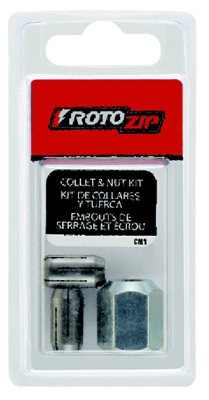 ROTOZIP
COLLET & NUT KIT
KIT DE COLLARES
Y TUERCA
EMBOUTS DE
SERRAGE ET ÉCROU
CN1